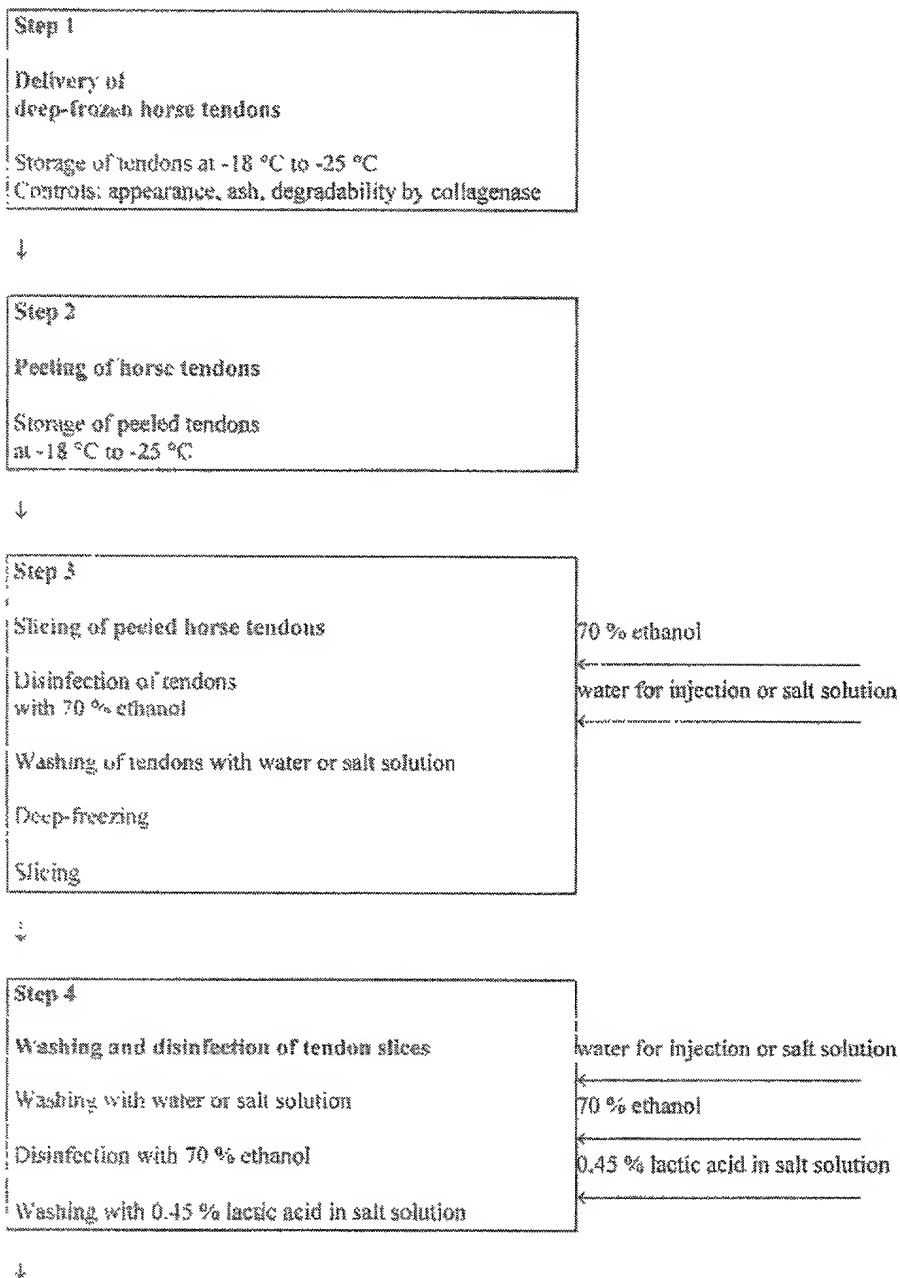 Step 1
Delivery of
deep-frozen horse tendons
Storage of tendons at -18 °C to -25 °C
Controls: appearance, ash, degradability by collagenase
↓
Step 2
Peeling of horse tendons
Storage of peeled tendons
at -18 °C to -25 °C
↓
Step 3
Slicing of peeled horse tendons
70 % ethanol
Disinfection of tendons
with 70 % ethanol
water for injection or salt solution
Washing of tendons with water or salt solution
Deep-freezing
Slicing
↓
Step 4
Washing and disinfection of tendon slices
water for injection or salt solution
Washing with water or salt solution
70 % ethanol
Disinfection with 70 % ethanol
0.45 % lactic acid in salt solution
Washing with 0.45 % lactic acid in salt solution
↓